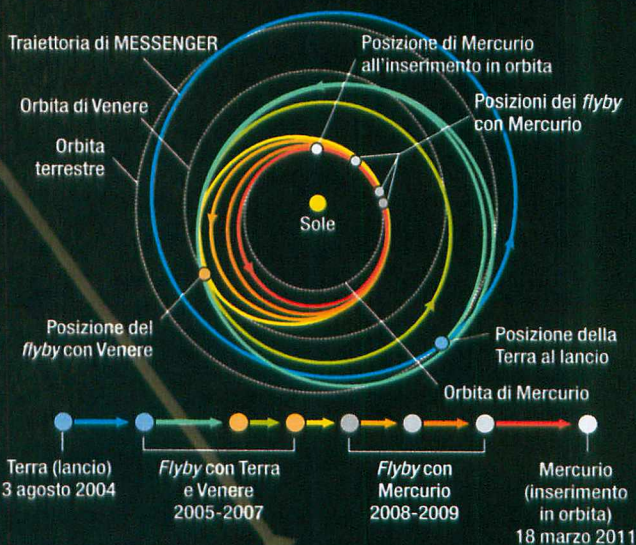 Traiettoria di MESSENGER
Orbita di Venere
Orbita
terrestre
Posizione di Mercurio
all'inserimento in orbita
Posizioni dei flyby
con Mercurio
Sole
Posizione del
flyby con Venere
Posizione della
Terra al lancio
Orbita di Mercurio
Terra (lancio)
3 agosto 2004
Flyby con Terra
e Venere
2005-2007
Flyby con
Mercurio
2008-2009
Mercurio
(inserimento
in orbita)
18 marzo 2011